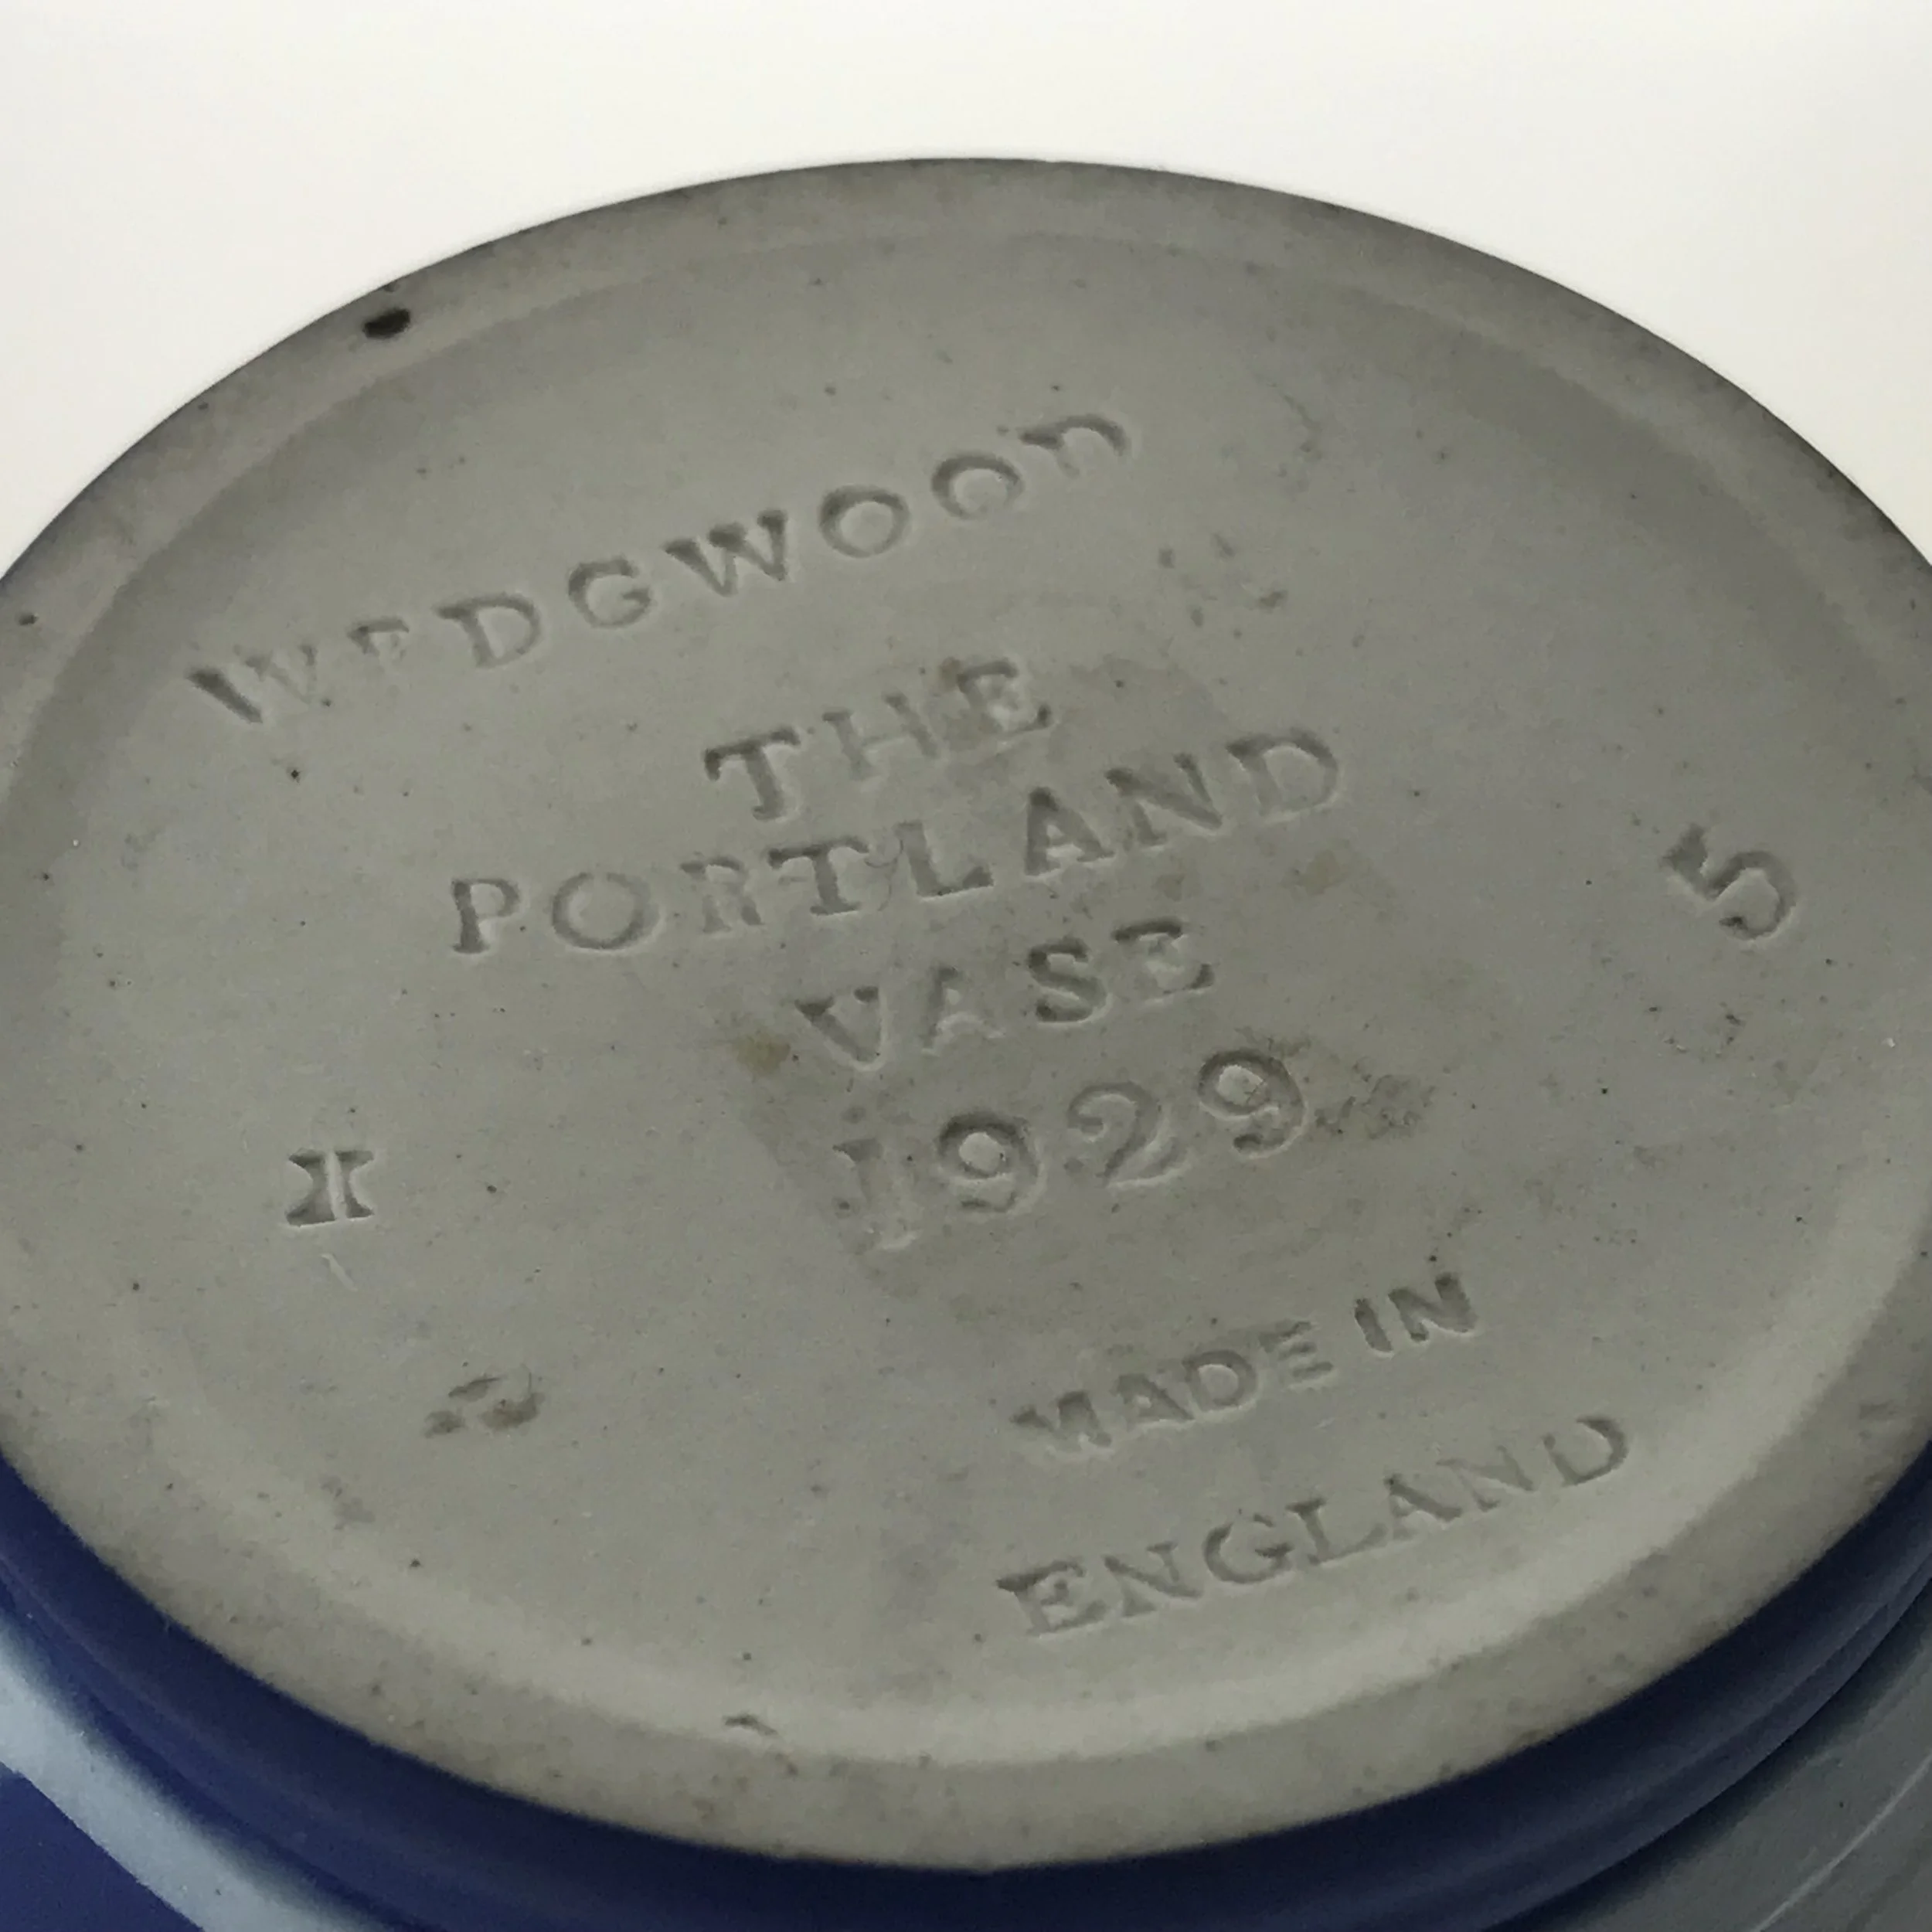 WEDGWOOD
THE
PORTLAND
VASE
1929
5
MADE IN
ENGLAND